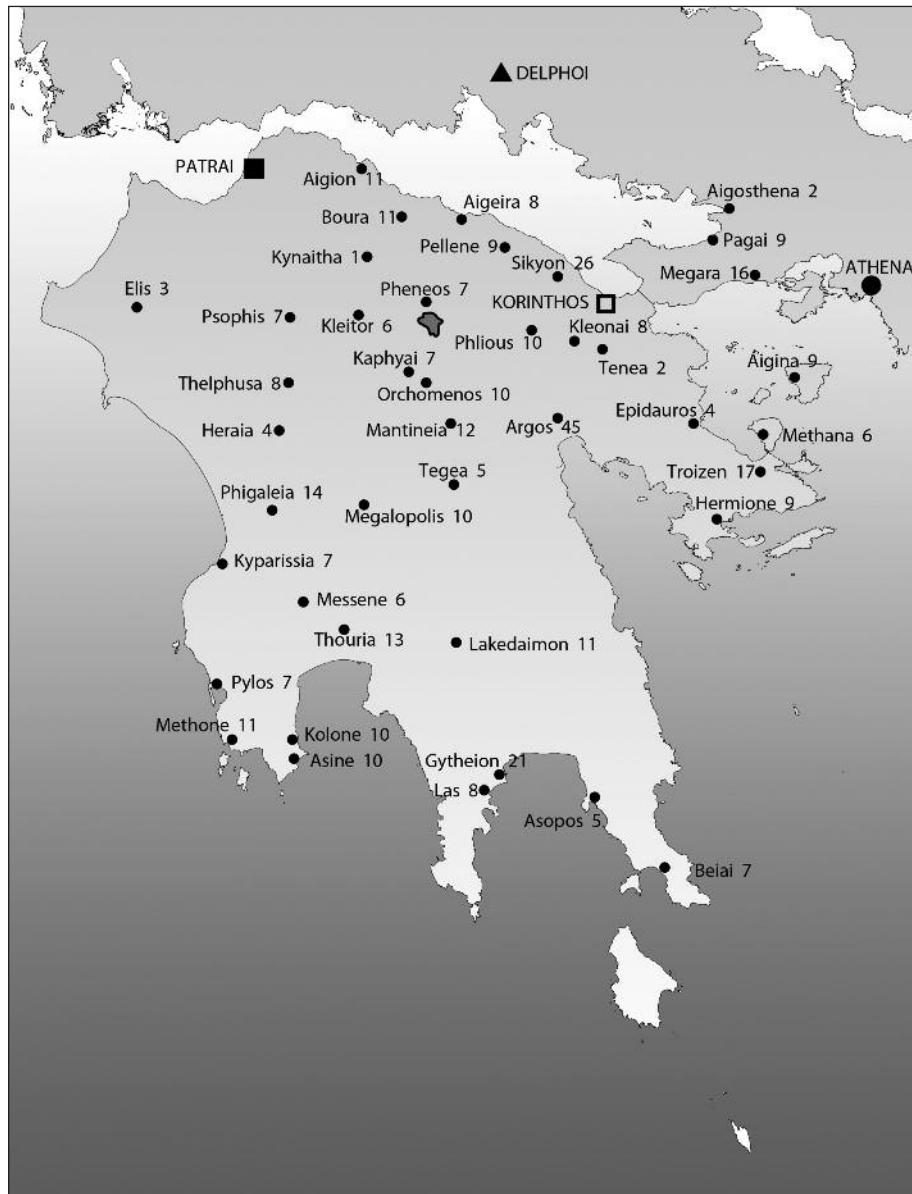 DELPHOI
PATRAI
Aigion 11
Aigosthena 2
Boura 11
Aigeira 8
Pagai 9
Kynaitha 1
Pellene 9
Sikyon 26
Megara 16
ATHENA
Elis 3
Pheneos 7
KORINTHOS
Psophis 7
Kleitor 6
Phlious 10
Kleonai 8
Kaphyai 7
Tenea 2
Aigina 9
Thelphusa 8
Orchomenos 10
Epidauros 4
Heraia 4
Mantineia 12
Argos 45
Methana 6
Tegea 5
Troizen 17
Phigaleia 14
Megalopolis 10
Hermione 9
Kyparissia 7
Messene 6
Thouria 13
Lakedaimon 11
Pylos 7
Methone 11
Kolone 10
Asine 10
Gytheion 21
Las 8
Asopos 5
Beiai 7